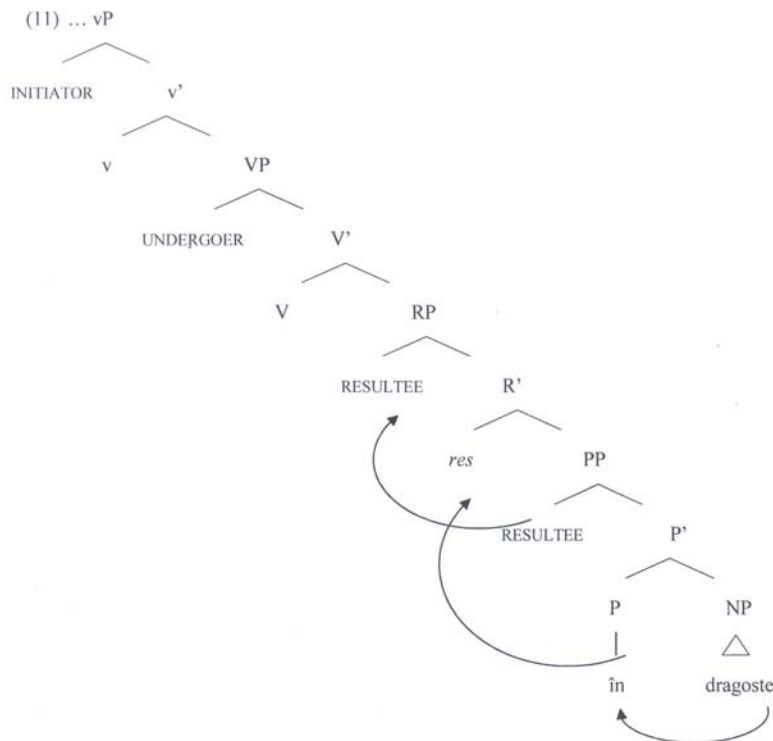 (11) … vP
INITIATOR v’
v VP
UNDERGOER V’
V RP
RESULTEE R’
res PP
RESULTEE P’
P NP
în dragoste